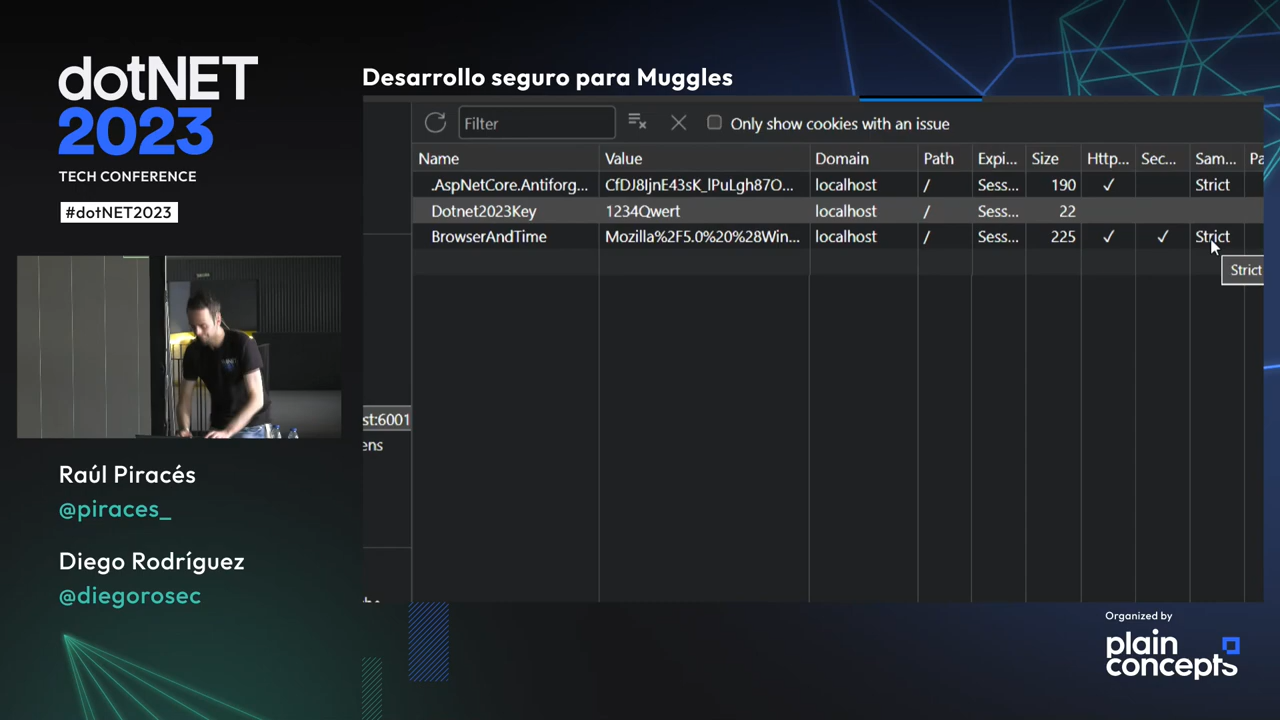 dotNET
2023
TECH CONFERENCE
#dotNET2023
Raúl Piracés
@piraces_
Diego Rodríguez
@diegorosec
Desarrollo seguro para Muggles
Filter
Only show cookies with an issue
Name Value Domain Path Expi... Size Http... Sec... Sam... Pa
.AspNetCore.Antiforg... CfDJ8IjnE43sK_lPuLgh87O... localhost / Sess... 190 ✓ Strict
Dotnet2023Key 1234Qwert localhost / Sess... 22
BrowserAndTime Mozilla%2F5.0%20%28Win... localhost / Sess... 225 ✓ ✓ Strict
Strict
st:6001
ens
Organized by
plain
concepts